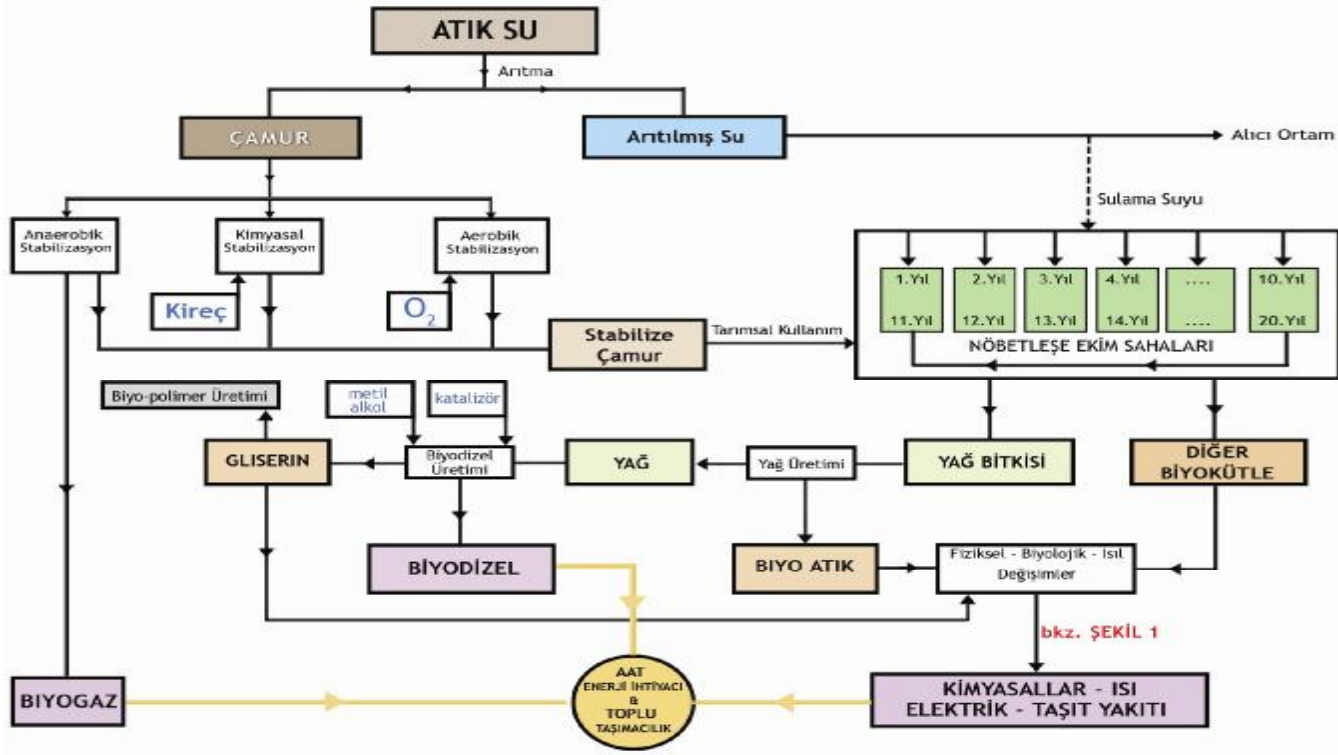 ATIK SU
Arıtma
ÇAMUR
Arıtılmış Su
Alıcı Ortam
Sulama Suyu
Anaerobik
Stabilizasyon
Kimyasal
Stabilizasyon
Aerobik
Stabilizasyon
Kireç
O₂
1.Yıl
2.Yıl
3.Yıl
4.Yıl
....
10.Yıl
11.Yıl
12.Yıl
13.Yıl
14.Yıl
....
20.Yıl
NÖBETLEŞE EKİM SAHALARI
Stabilize
Çamur
Tarımsal Kullanım
Biyo-polimer Üretimi
metil
alkol
katalizör
GLISERIN
Biyodizel
Üretimi
YAĞ
Yağ Üretimi
YAĞ BİTKİSİ
DİĞER
BİYOKÜTLE
BİYODİZEL
BIYO ATIK
Fiziksel - Biyolojik - Isıl
Değişimler
bkz. ŞEKİL 1
BIYOGAZ
AAT
ENERJİ İHTİYACI
&
TOPLU
TAŞIMACILIK
KİMYASALLAR - ISI
ELEKTRİK - TAŞIT YAKITI